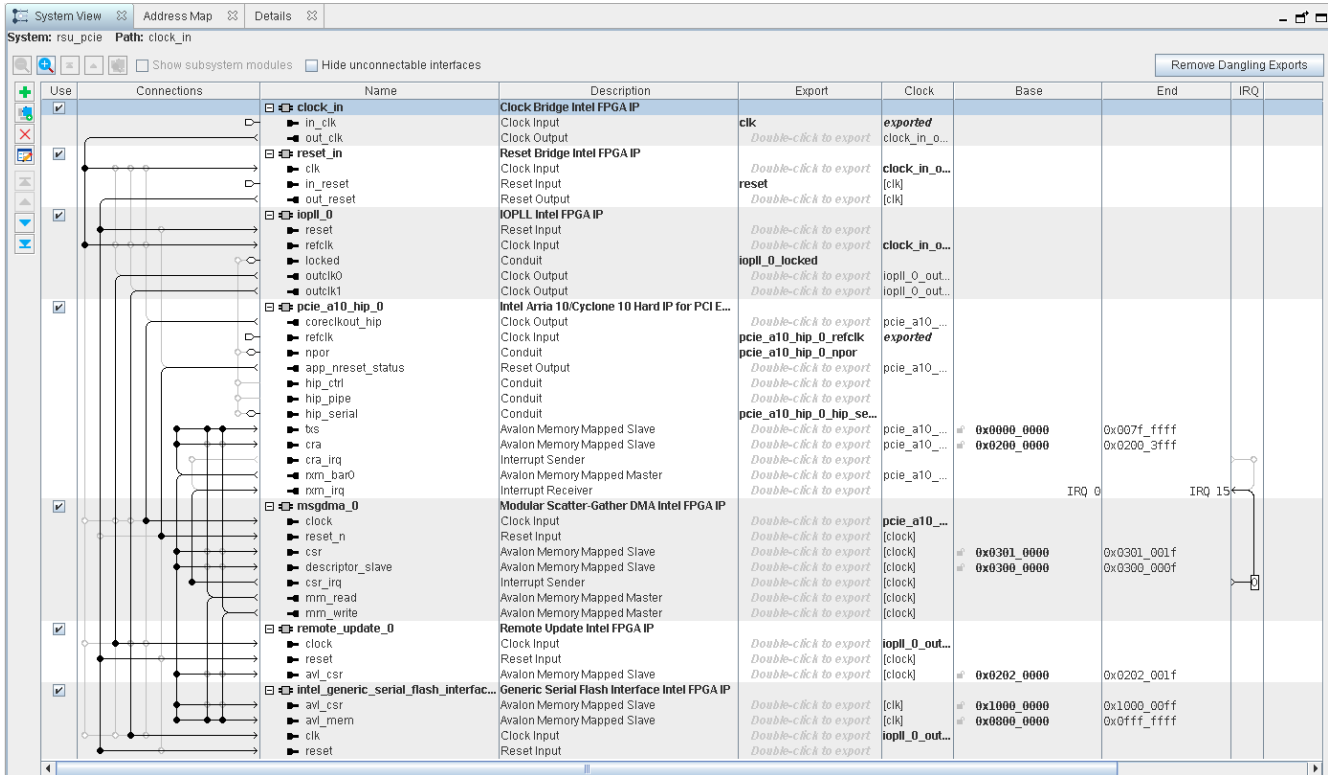 System View Address Map Details
System: rsu_pcie Path: clock_in
Show subsystem modules Hide unconnectable interfaces Remove Dangling Exports
Use Connections Name Description Export Clock Base End IRQ
clock_in Clock Bridge Intel FPGA IP
in_clk Clock Input clk exported
out_clk Clock Output Double-click to export clock_in_o...
reset_in Reset Bridge Intel FPGA IP
clk Clock Input Double-click to export clock_in_o...
in_reset Reset Input reset [clk]
out_reset Reset Output Double-click to export [clk]
iopll_0 IOPLL Intel FPGA IP
reset Reset Input Double-click to export
refclk Clock Input Double-click to export clock_in_o...
locked Conduit iopll_0_locked
outclk0 Clock Output Double-click to export iopll_0_out...
outclk1 Clock Output Double-click to export iopll_0_out...
pcie_a10_hip_0 Intel Arria 10/Cyclone 10 Hard IP for PCI E...
coreclkout_hip Clock Output Double-click to export pcie_a10_...
refclk Clock Input pcie_a10_hip_0_refclk exported
npor Conduit pcie_a10_hip_0_npor
app_nreset_status Reset Output Double-click to export pcie_a10_...
hip_ctrl Conduit Double-click to export
hip_pipe Conduit Double-click to export
hip_serial Conduit pcie_a10_hip_0_hip_se...
txs Avalon Memory Mapped Slave Double-click to export pcie_a10_... 0x0000_0000 0x007f_ffff
cra Avalon Memory Mapped Slave Double-click to export pcie_a10_... 0x0200_0000 0x0200_3fff
cra_irq Interrupt Sender Double-click to export
rxm_bar0 Avalon Memory Mapped Master Double-click to export pcie_a10_...
rxm_irq Interrupt Receiver Double-click to export IRQ 0 IRQ 15
msgdma_0 Modular Scatter-Gather DMA Intel FPGA IP
clock Clock Input Double-click to export pcie_a10_...
reset_n Reset Input Double-click to export [clock]
csr Avalon Memory Mapped Slave Double-click to export [clock] 0x0301_0000 0x0301_001f
descriptor_slave Avalon Memory Mapped Slave Double-click to export [clock] 0x0300_0000 0x0300_000f
csr_irq Interrupt Sender Double-click to export [clock] 0
mm_read Avalon Memory Mapped Master Double-click to export [clock]
mm_write Avalon Memory Mapped Master Double-click to export [clock]
remote_update_0 Remote Update Intel FPGA IP
clock Clock Input Double-click to export iopll_0_out...
reset Reset Input Double-click to export [clock]
avl_csr Avalon Memory Mapped Slave Double-click to export [clock] 0x0202_0000 0x0202_001f
intel_generic_serial_flash_interfac... Generic Serial Flash Interface Intel FPGA IP
avl_csr Avalon Memory Mapped Slave Double-click to export [clk] 0x1000_0000 0x1000_00ff
avl_mem Avalon Memory Mapped Slave Double-click to export [clk] 0x0800_0000 0x0fff_ffff
clk Clock Input Double-click to export iopll_0_out...
reset Reset Input Double-click to export